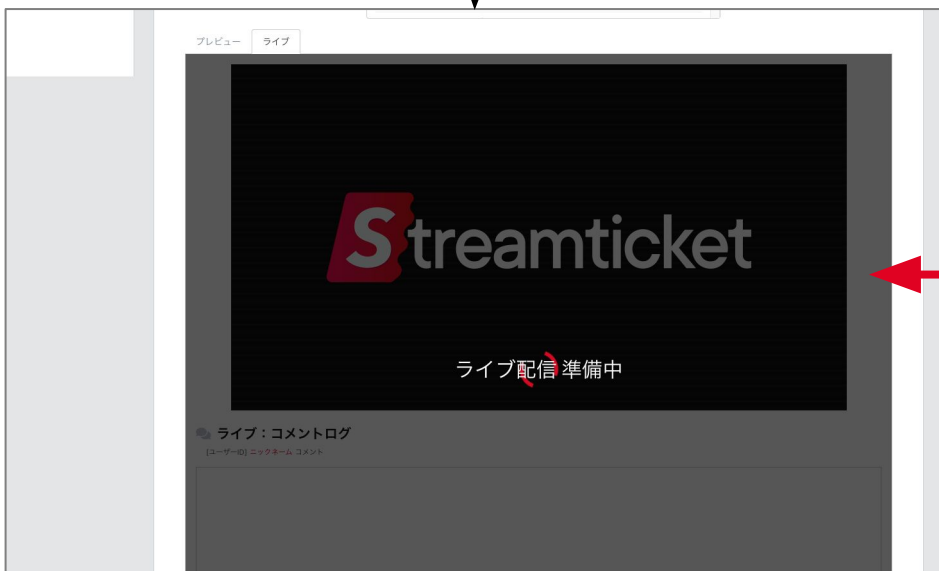 プレビュー ライブ
Streamticket
ライブ配信 準備中
ライブ：コメントログ
[ユーザーID] ニックネーム コメント